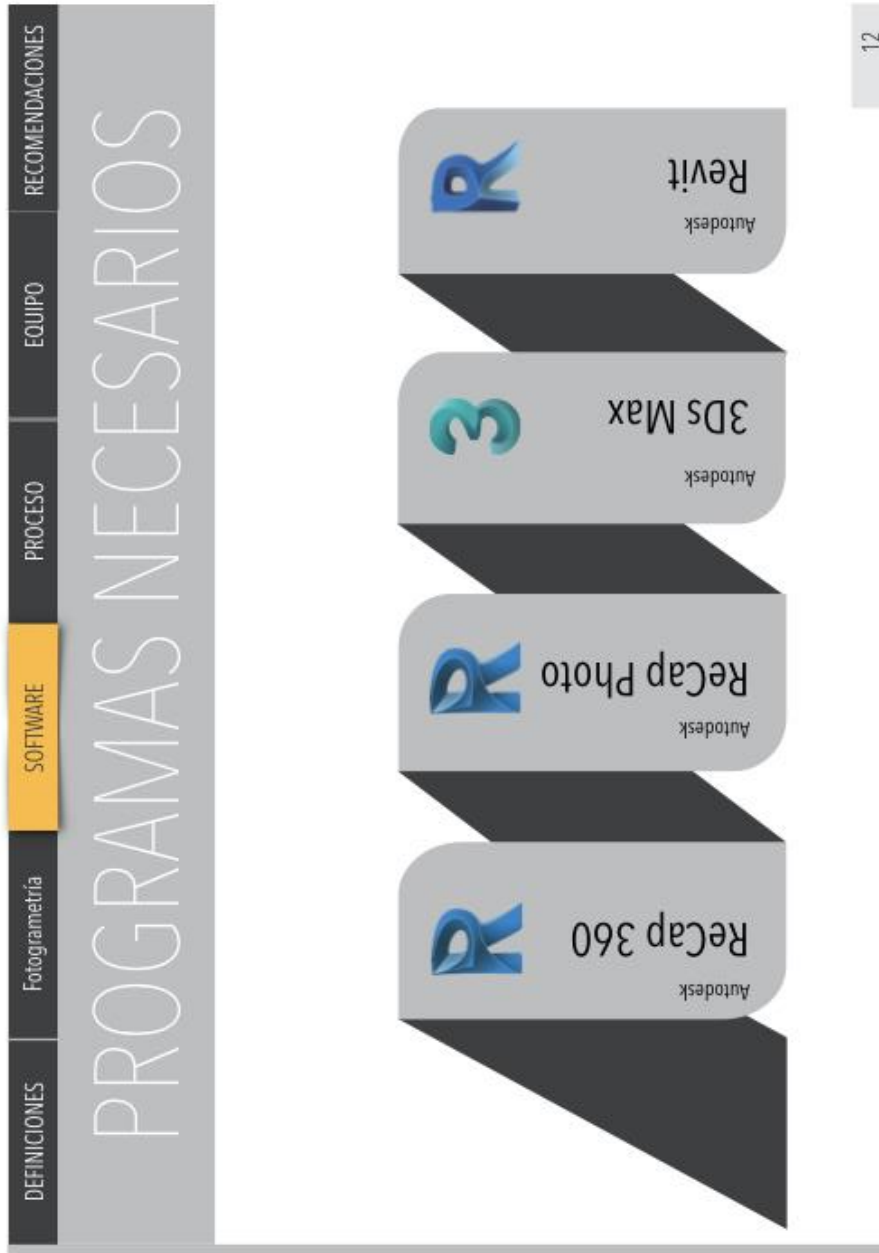 DEFINICIONES
Fotogrametría
SOFTWARE
PROCESO
EQUIPO
RECOMENDACIONES
PROGRAMAS NECESARIOS
Autodesk
ReCap 360
Autodesk
ReCap Photo
Autodesk
3Ds Max
Autodesk
Revit
12